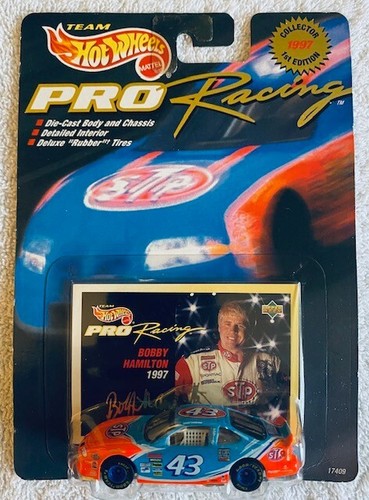 TEAM
Hot Wheels
MATTEL
COLLECTOR
1997
1st EDITION
PRO Racing™
Die-Cast Body and Chassis
Detailed Interior
Deluxe "Rubber" Tires
STP
TEAM
Hot Wheels
PRO Racing
BOBBY
HAMILTON
1997
STP
43
43
STP
17409